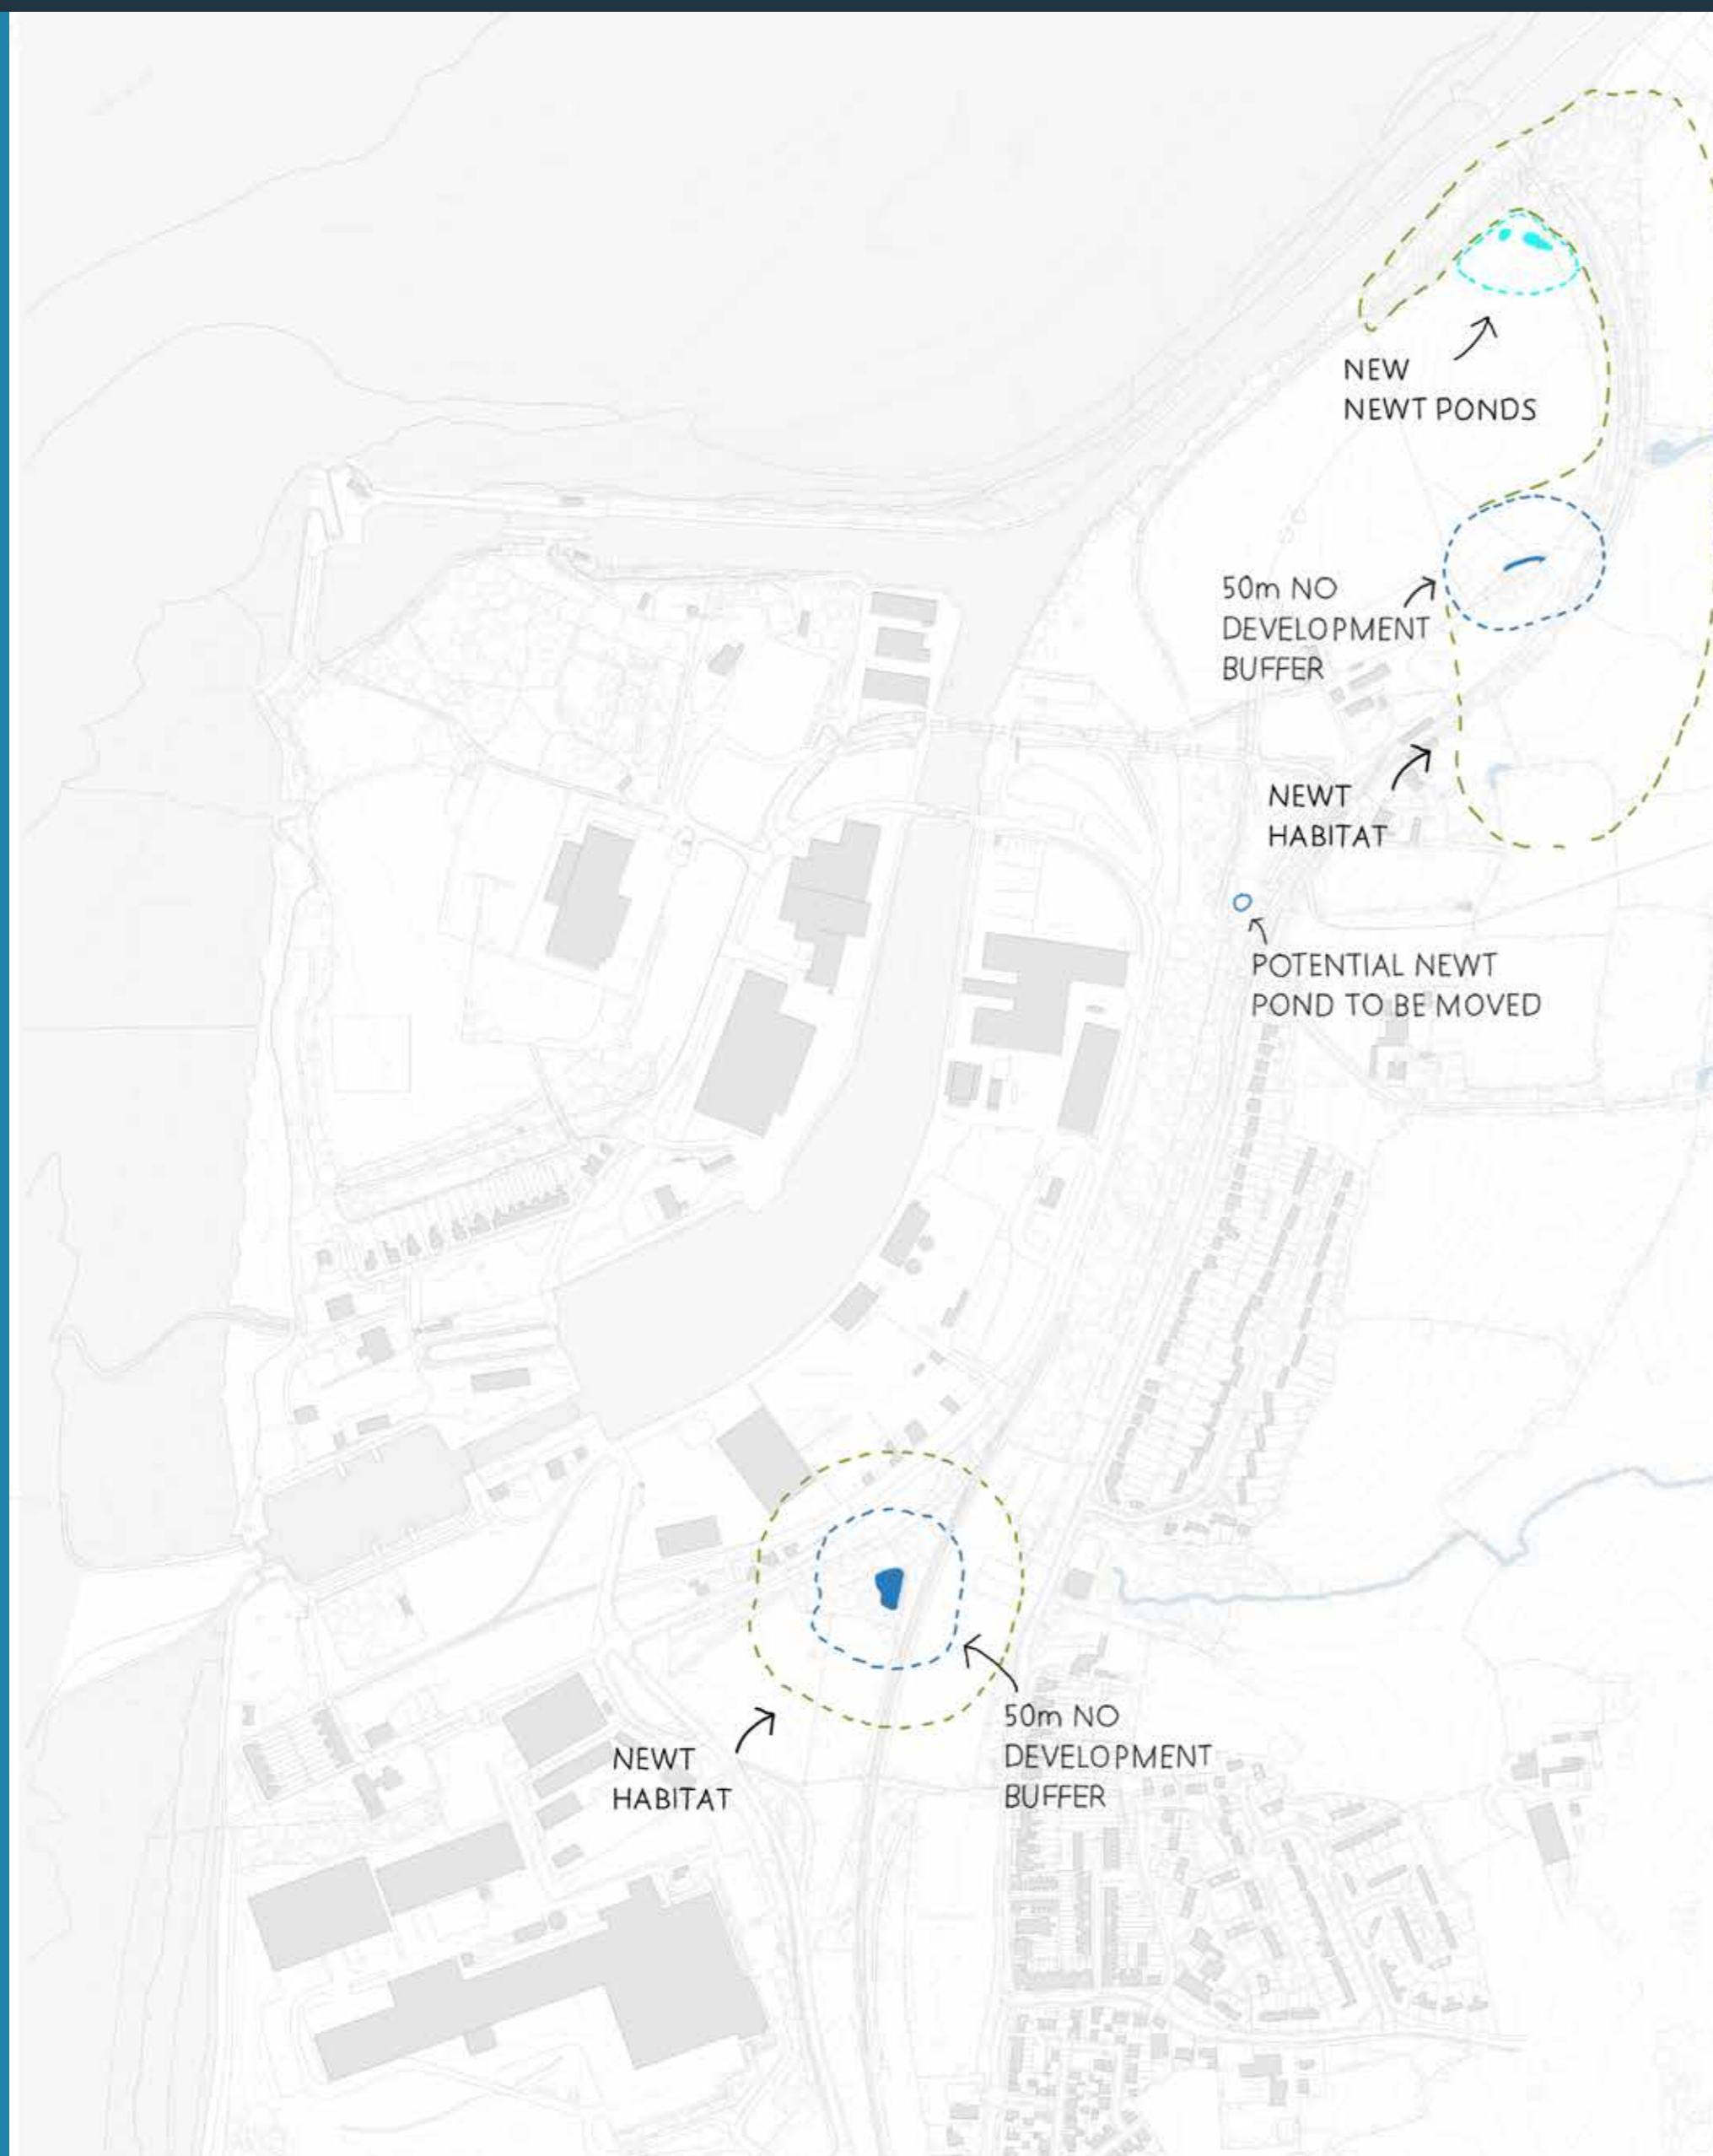 NEW
NEWT PONDS
50m NO
DEVELOPMENT
BUFFER
NEWT
HABITAT
POTENTIAL NEWT
POND TO BE MOVED
50m NO
DEVELOPMENT
BUFFER
NEWT
HABITAT